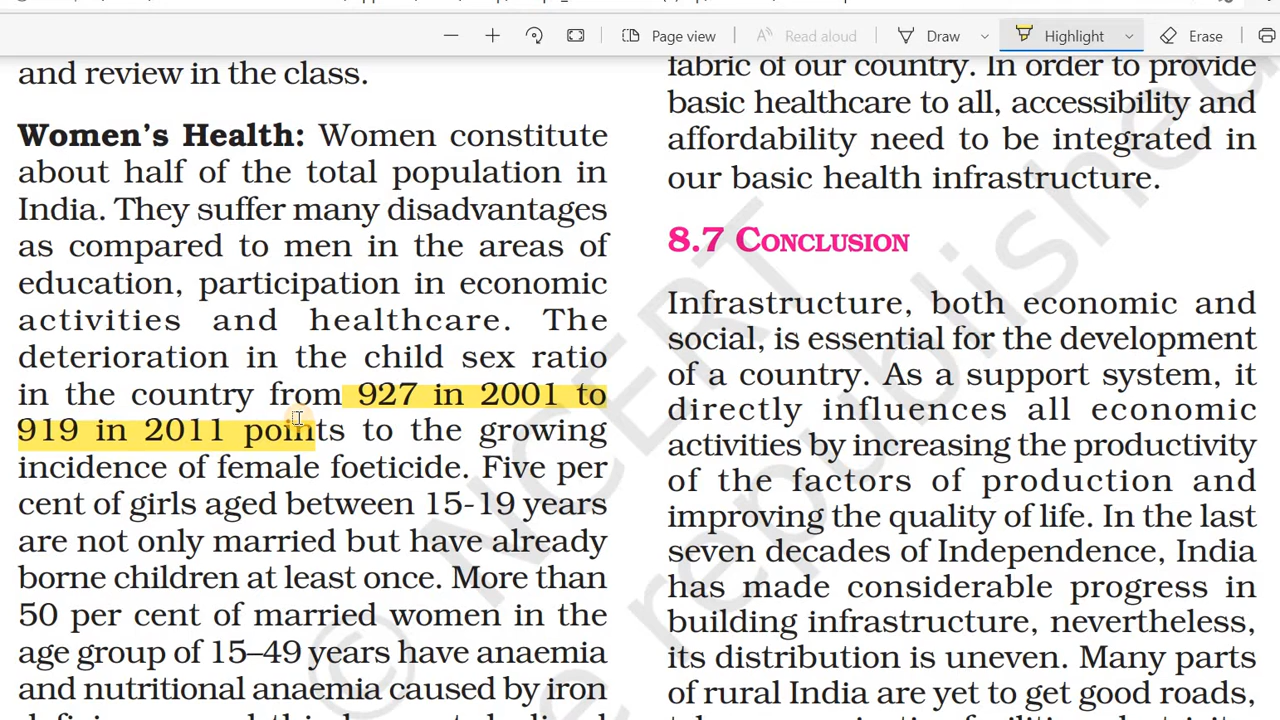 Page view
Read aloud
Draw
Highlight
Erase
and review in the class.
Women's Health: Women constitute
about half of the total population in
India. They suffer many disadvantages
as compared to men in the areas of
education, participation in economic
activities and healthcare. The
deterioration in the child sex ratio
in the country from 927 in 2001 to
919 in 2011 points to the growing
incidence of female foeticide. Five per
cent of girls aged between 15-19 years
are not only married but have already
borne children at least once. More than
50 per cent of married women in the
age group of 15–49 years have anaemia
and nutritional anaemia caused by iron
fabric of our country. In order to provide
basic healthcare to all, accessibility and
affordability need to be integrated in
our basic health infrastructure.
8.7 CONCLUSION
Infrastructure, both economic and
social, is essential for the development
of a country. As a support system, it
directly influences all economic
activities by increasing the productivity
of the factors of production and
improving the quality of life. In the last
seven decades of Independence, India
has made considerable progress in
building infrastructure, nevertheless,
its distribution is uneven. Many parts
of rural India are yet to get good roads,
© NCERT
be republished